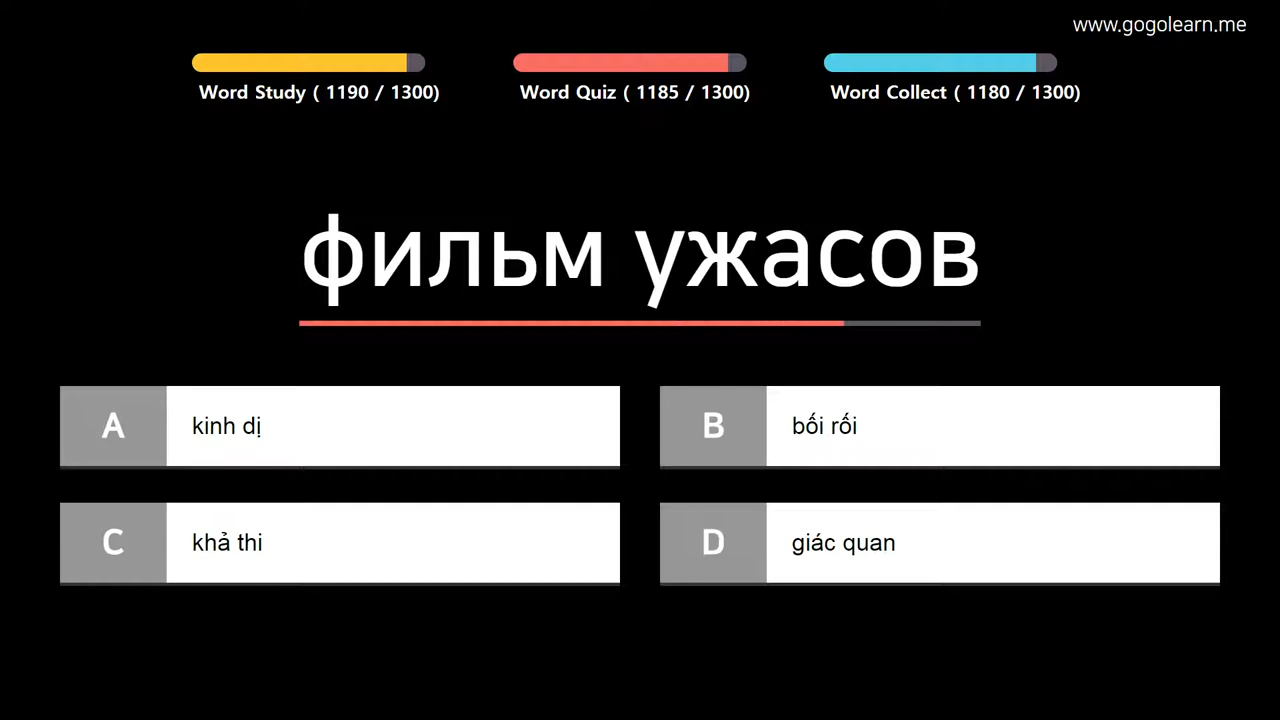 www.gogolearn.me
Word Study ( 1190 / 1300)
Word Quiz ( 1185 / 1300)
Word Collect ( 1180 / 1300)
фильм ужасов
A kinh dị
B bối rối
C khả thi
D giác quan